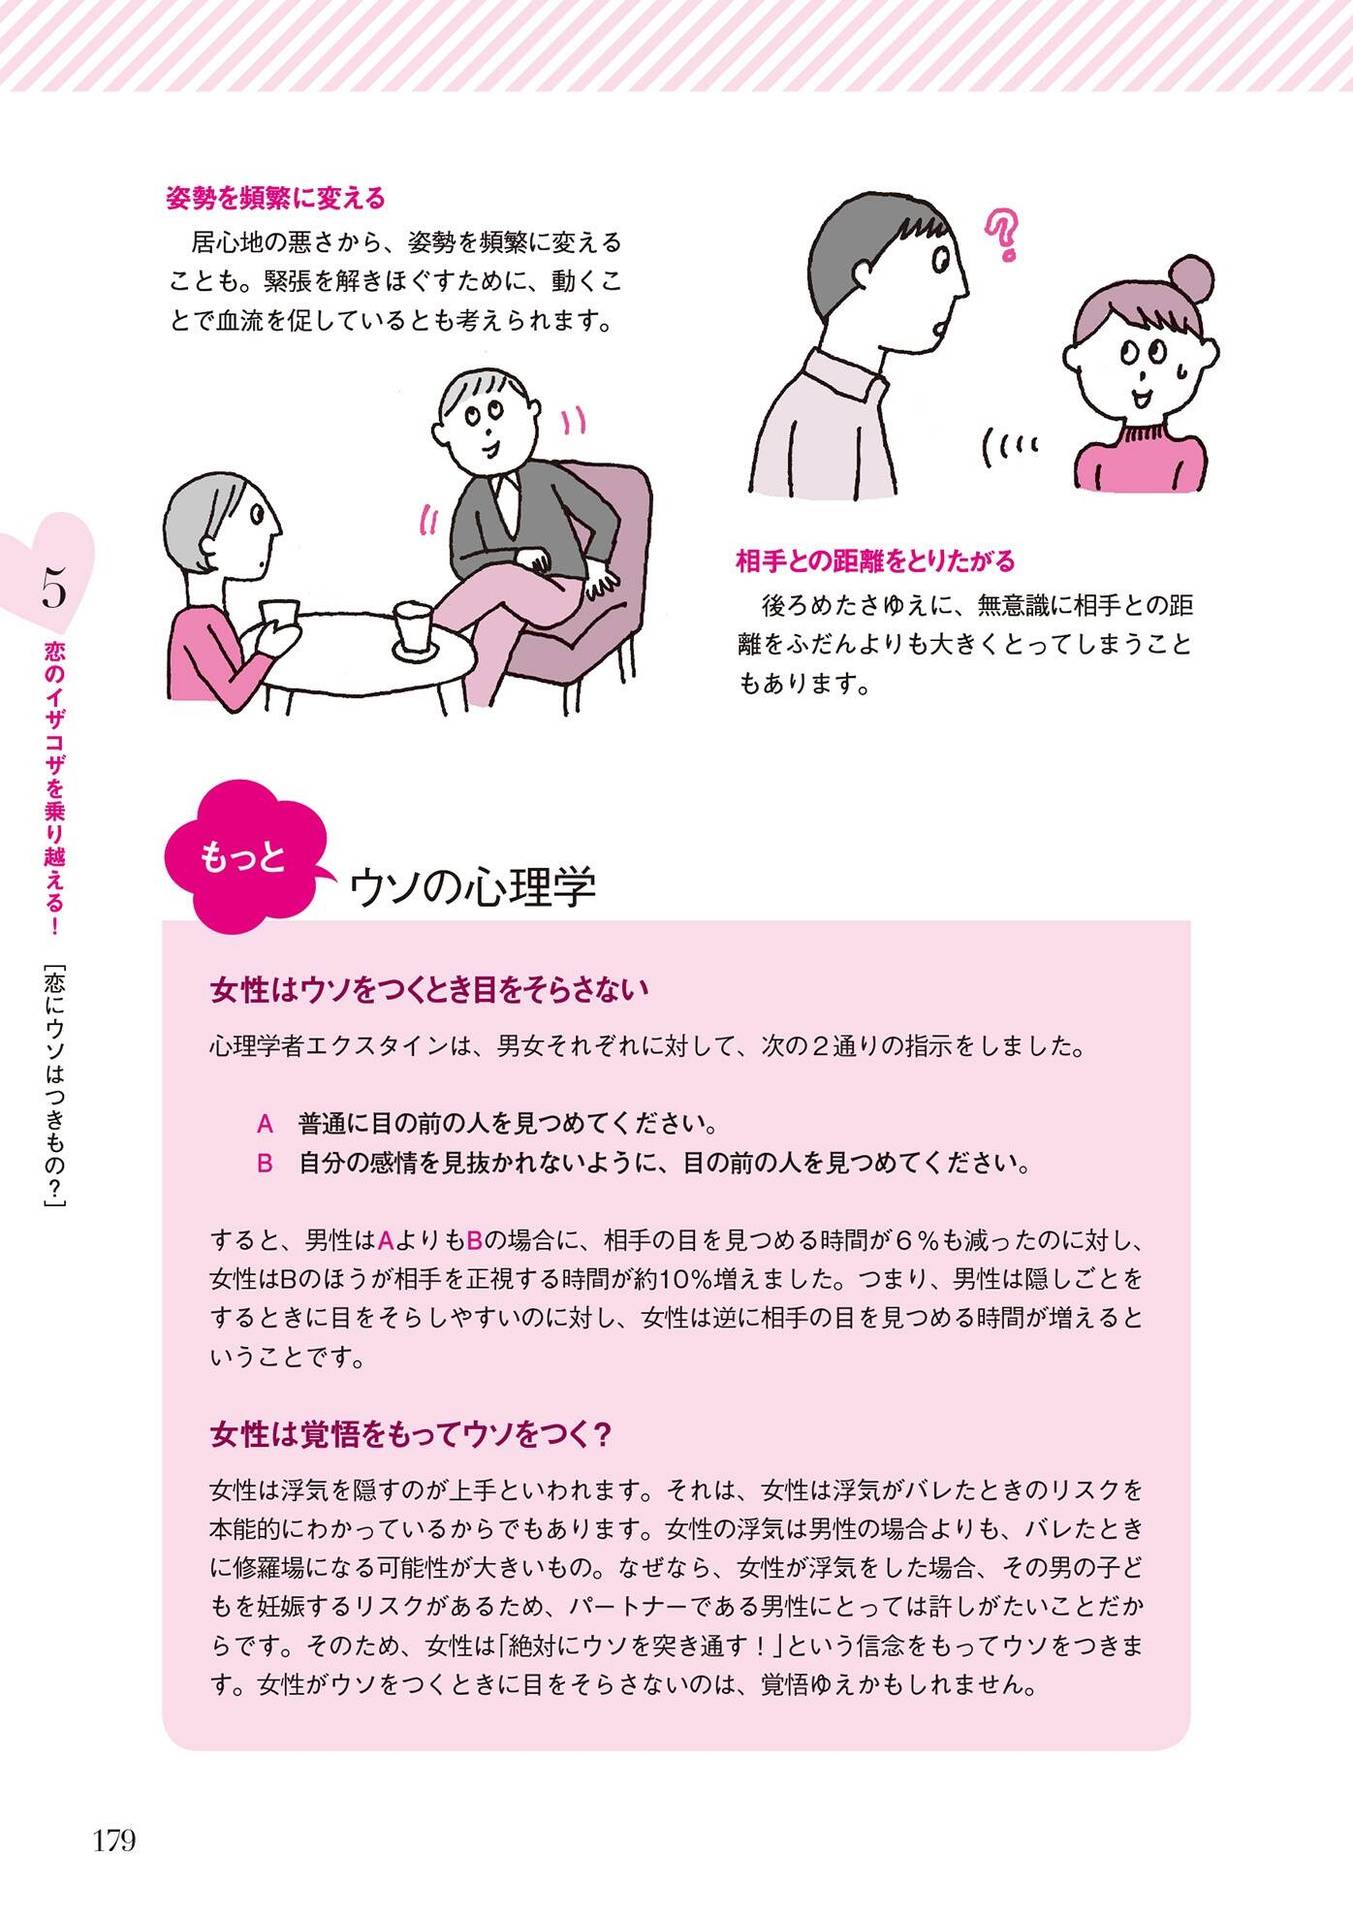 姿勢を頻繁に変える
居心地の悪さから、姿勢を頻繁に変える
ことも。緊張を解きほぐすために、動くこ
とで血流を促しているとも考えられます。
?
相手との距離をとりたがる
後ろめたさゆえに、無意識に相手との距
離をふだんよりも大きくとってしまうこと
もあります。
5
恋のイザコザを乗り越える!
[恋にウソはつきもの?]
もっと
ウソの心理学
女性はウソをつくとき目をそらさない
心理学者エクスタインは、男女それぞれに対して、次の2通りの指示をしました。
A 普通に目の前の人を見つめてください。
B 自分の感情を見抜かれないように、目の前の人を見つめてください。
すると、男性はAよりもBの場合に、相手の目を見つめる時間が6%も減ったのに対し、
女性はBのほうが相手を正視する時間が約10%増えました。つまり、男性は隠しごとを
するときに目をそらしやすいのに対し、女性は逆に相手の目を見つめる時間が増えると
いうことです。
女性は覚悟をもってウソをつく?
女性は浮気を隠すのが上手といわれます。それは、女性は浮気がバレたときのリスクを
本能的にわかっているからでもあります。女性の浮気は男性の場合よりも、バレたとき
に修羅場になる可能性が大きいもの。なぜなら、女性が浮気をした場合、その男の子ど
もを妊娠するリスクがあるため、パートナーである男性にとっては許しがたいことだか
らです。そのため、女性は「絶対にウソを突き通す!」という信念をもってウソをつきま
す。女性がウソをつくときに目をそらさないのは、覚悟ゆえかもしれません。
179